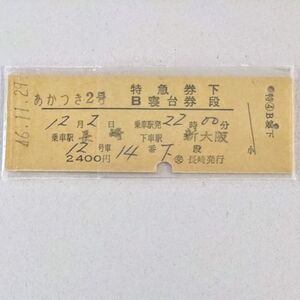 46.11.29
あかつき2号 特急券 B寝台券 下段
12月2日 乗車駅発22時00分
乗車駅 長崎 下車駅 新大阪
12号車 14番 下段
2400円 長崎発行
小